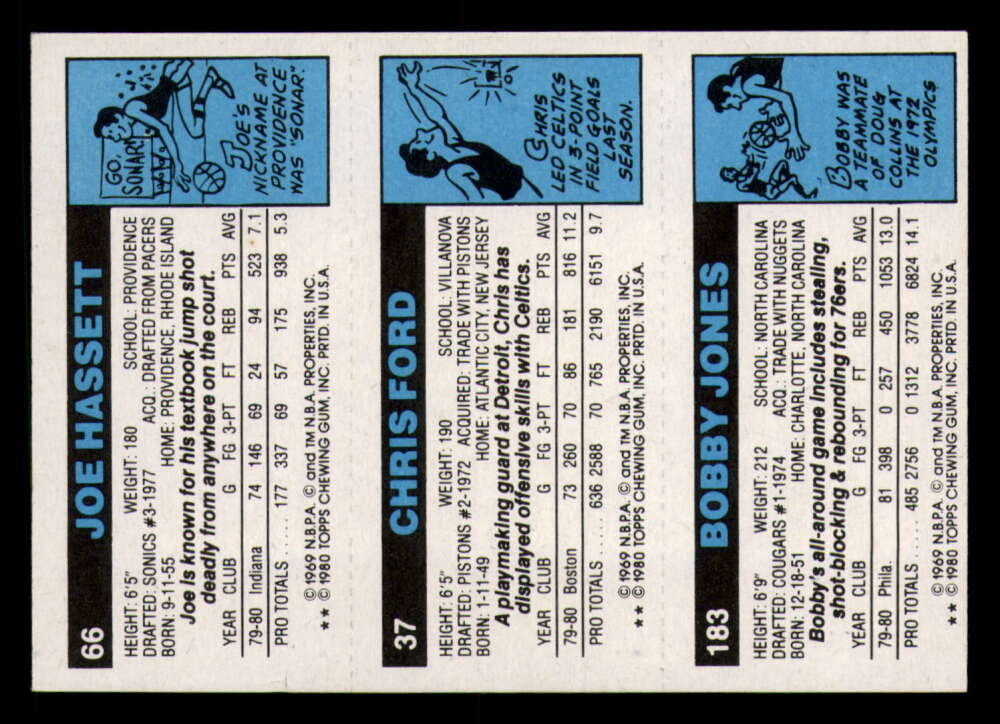 66 JOE HASSETT
HEIGHT: 6'5" WEIGHT: 180 SCHOOL: PROVIDENCE
DRAFTED: SONICS #3-1977 ACQ.: DRAFTED FROM PACERS
BORN: 9-11-55 HOME: PROVIDENCE, RHODE ISLAND
Joe is known for his textbook jump shot
deadly from anywhere on the court.
YEAR CLUB G FG 3-PT FT REB PTS AVG
79-80 Indiana 74 146 69 24 94 523 7.1
PRO TOTALS..... 177 337 69 57 175 938 5.3
★★ © 1969 N.B.P.A. © and TM N.B.A. PROPERTIES, INC.
© 1980 TOPPS CHEWING GUM, INC. PRTD. IN U.S.A.
GO,
SONAR!
JOE'S
NICKNAME AT
PROVIDENCE
WAS "SONAR"
37 CHRIS FORD
HEIGHT: 6'5" WEIGHT: 190 SCHOOL: VILLANOVA
DRAFTED: PISTONS #2-1972 ACQUIRED: TRADE WITH PISTONS
BORN: 1-11-49 HOME: ATLANTIC CITY, NEW JERSEY
A playmaking guard at Detroit, Chris has
displayed offensive skills with Celtics.
YEAR CLUB G FG 3-PT FT REB PTS AVG
79-80 Boston 73 260 70 86 181 816 11.2
PRO TOTALS..... 636 2588 70 765 2190 6151 9.7
★★ © 1969 N.B.P.A. © and TM N.B.A. PROPERTIES, INC.
© 1980 TOPPS CHEWING GUM, INC. PRTD. IN U.S.A.
CHRIS
LED CELTICS
IN 3-POINT
FIELD GOALS
LAST
SEASON.
183 BOBBY JONES
HEIGHT: 6'9" WEIGHT: 212 SCHOOL: NORTH CAROLINA
DRAFTED: COUGARS #1-1974 ACQ.: TRADE WITH NUGGETS
BORN: 12-18-51 HOME: CHARLOTTE, NORTH CAROLINA
Bobby's all-around game includes stealing,
shot-blocking & rebounding for 76ers.
YEAR CLUB G FG 3-PT FT REB PTS AVG
79-80 Phila. 81 398 0 257 450 1053 13.0
PRO TOTALS..... 485 2756 0 1312 3778 6824 14.1
★★ © 1969 N.B.P.A. © and TM N.B.A. PROPERTIES, INC.
© 1980 TOPPS CHEWING GUM, INC. PRTD. IN U.S.A.
BOBBY WAS
A TEAMMATE
OF DOUG
COLLINS AT
THE 1972
OLYMPICS